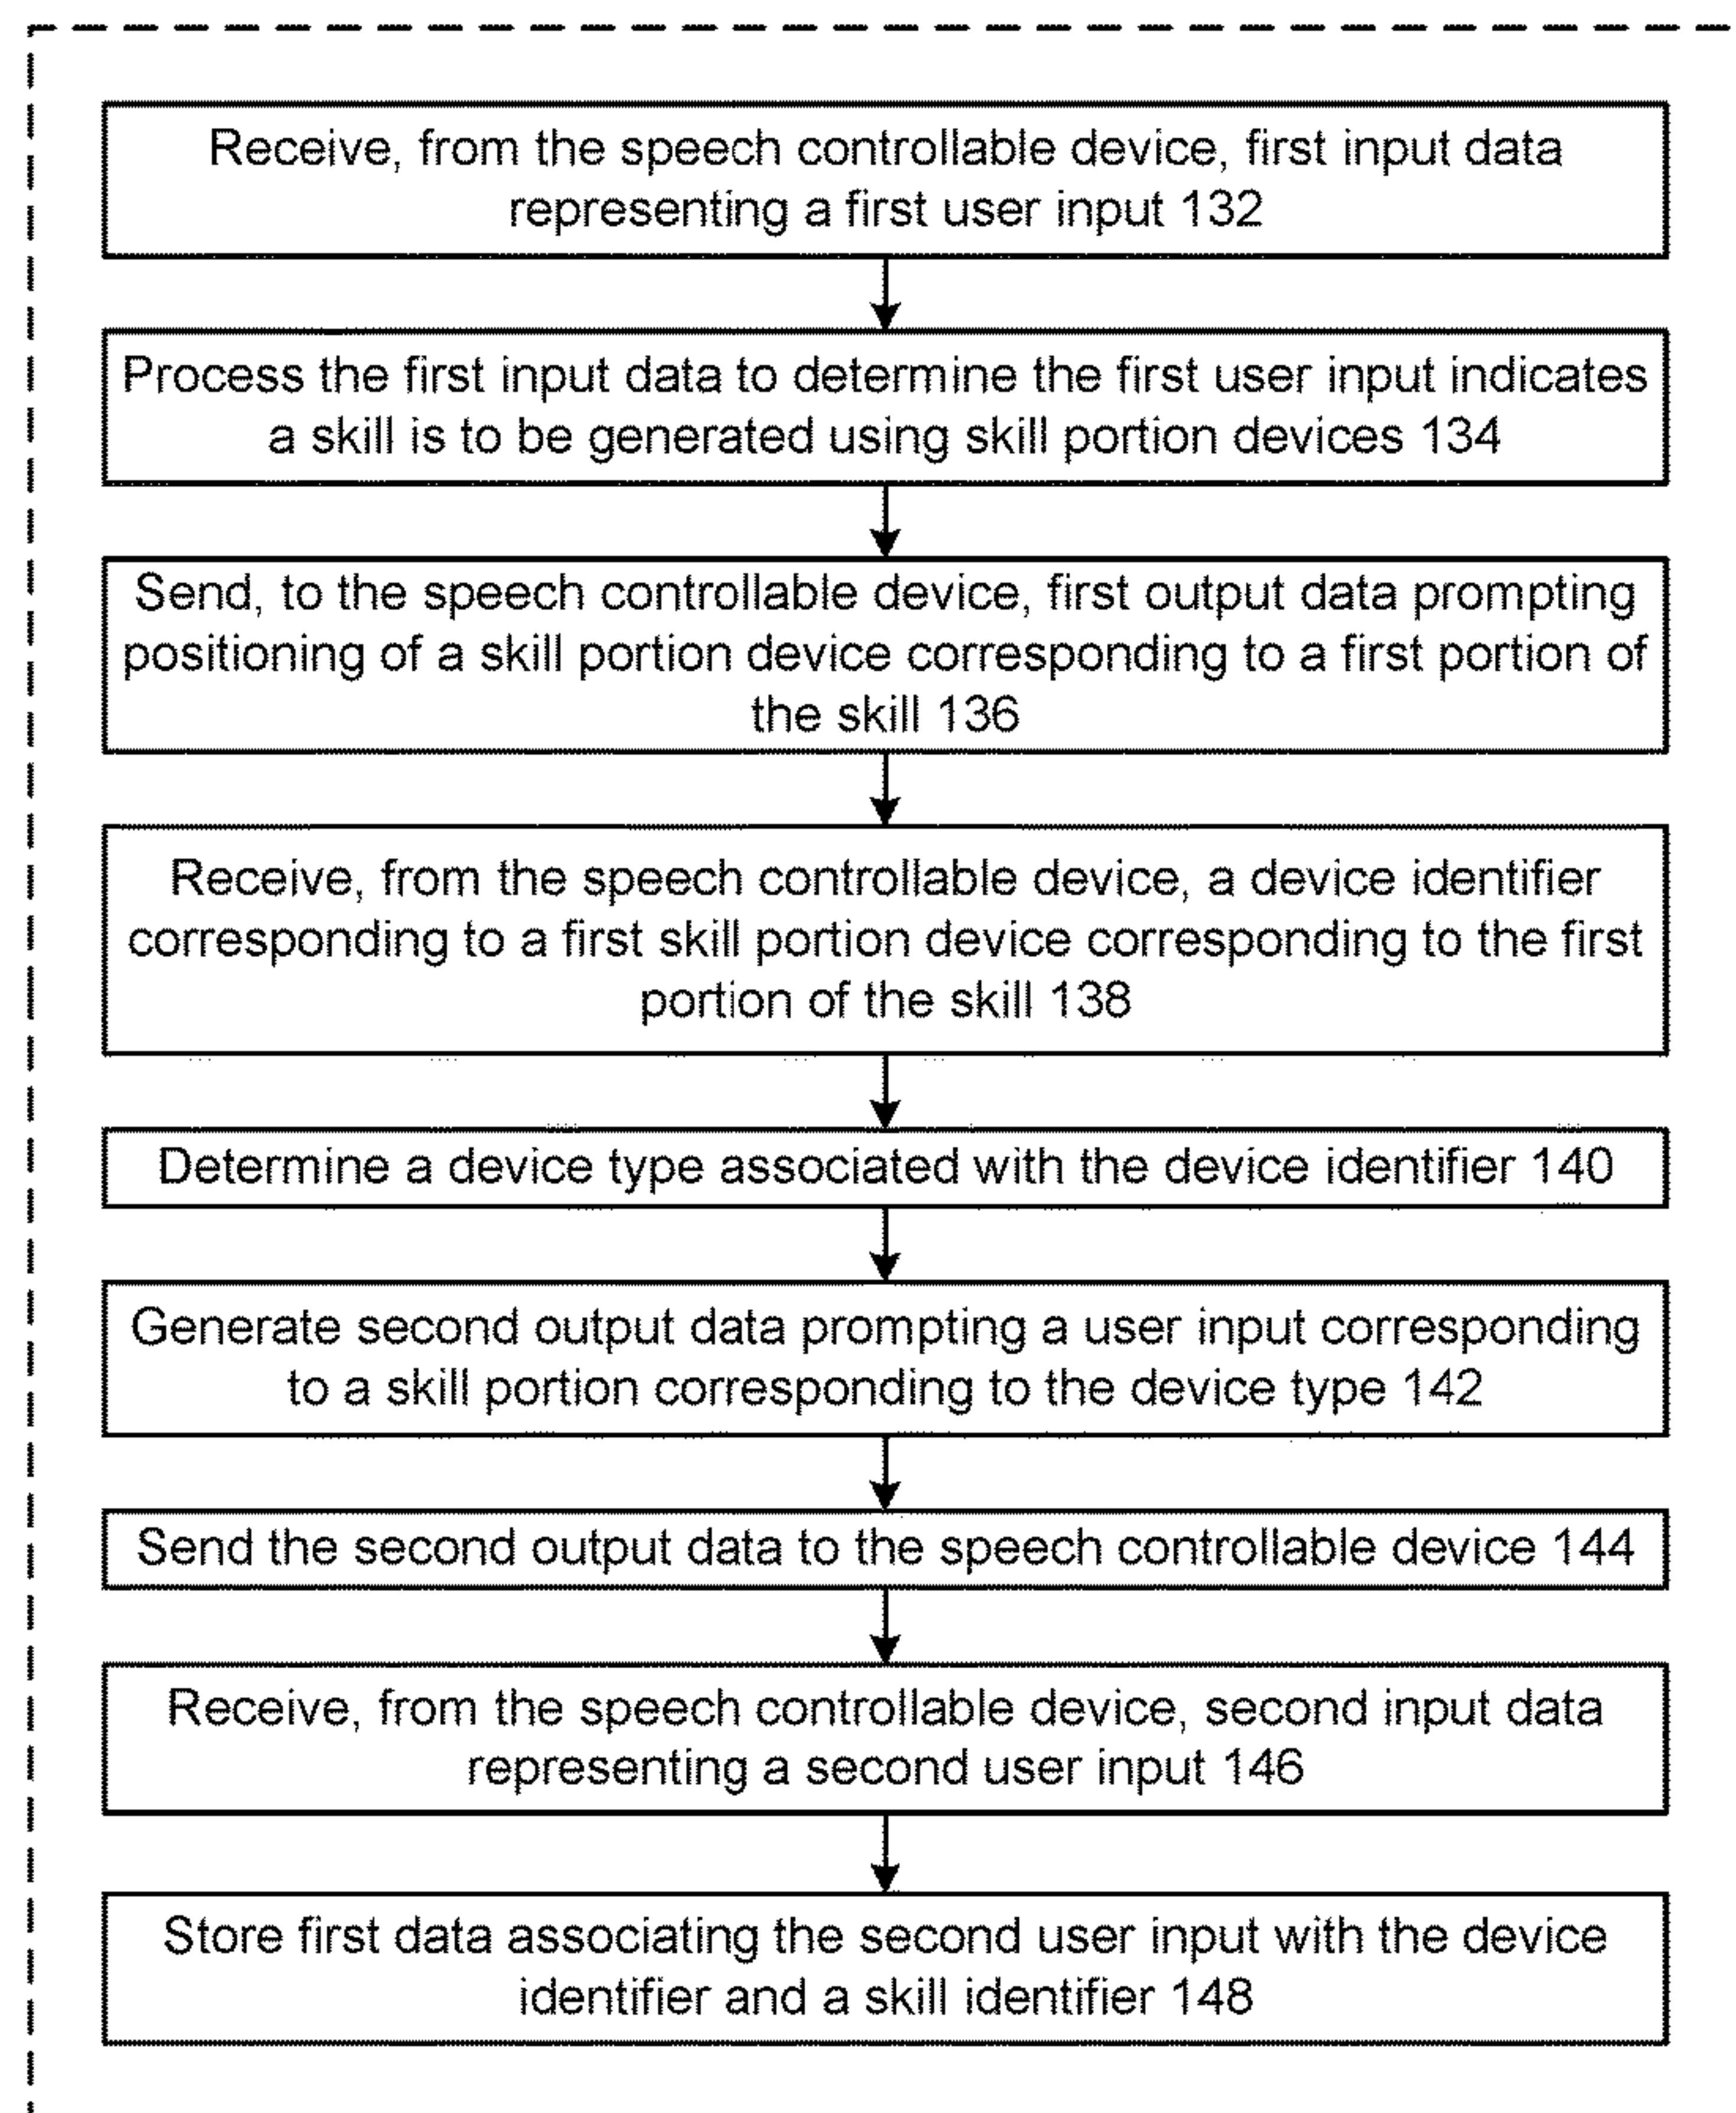 Receive, from the speech controllable device, first input data
representing a first user input 132
Process the first input data to determine the first user input indicates
a skill is to be generated using skill portion devices 134
Send, to the speech controllable device, first output data prompting
positioning of a skill portion device corresponding to a first portion of
the skill 136
Receive, from the speech controllable device, a device identifier
corresponding to a first skill portion device corresponding to the first
portion of the skill 138
Determine a device type associated with the device identifier 140
Generate second output data prompting a user input corresponding
to a skill portion corresponding to the device type 142
Send the second output data to the speech controllable device 144
Receive, from the speech controllable device, second input data
representing a second user input 146
Store first data associating the second user input with the device
identifier and a skill identifier 148